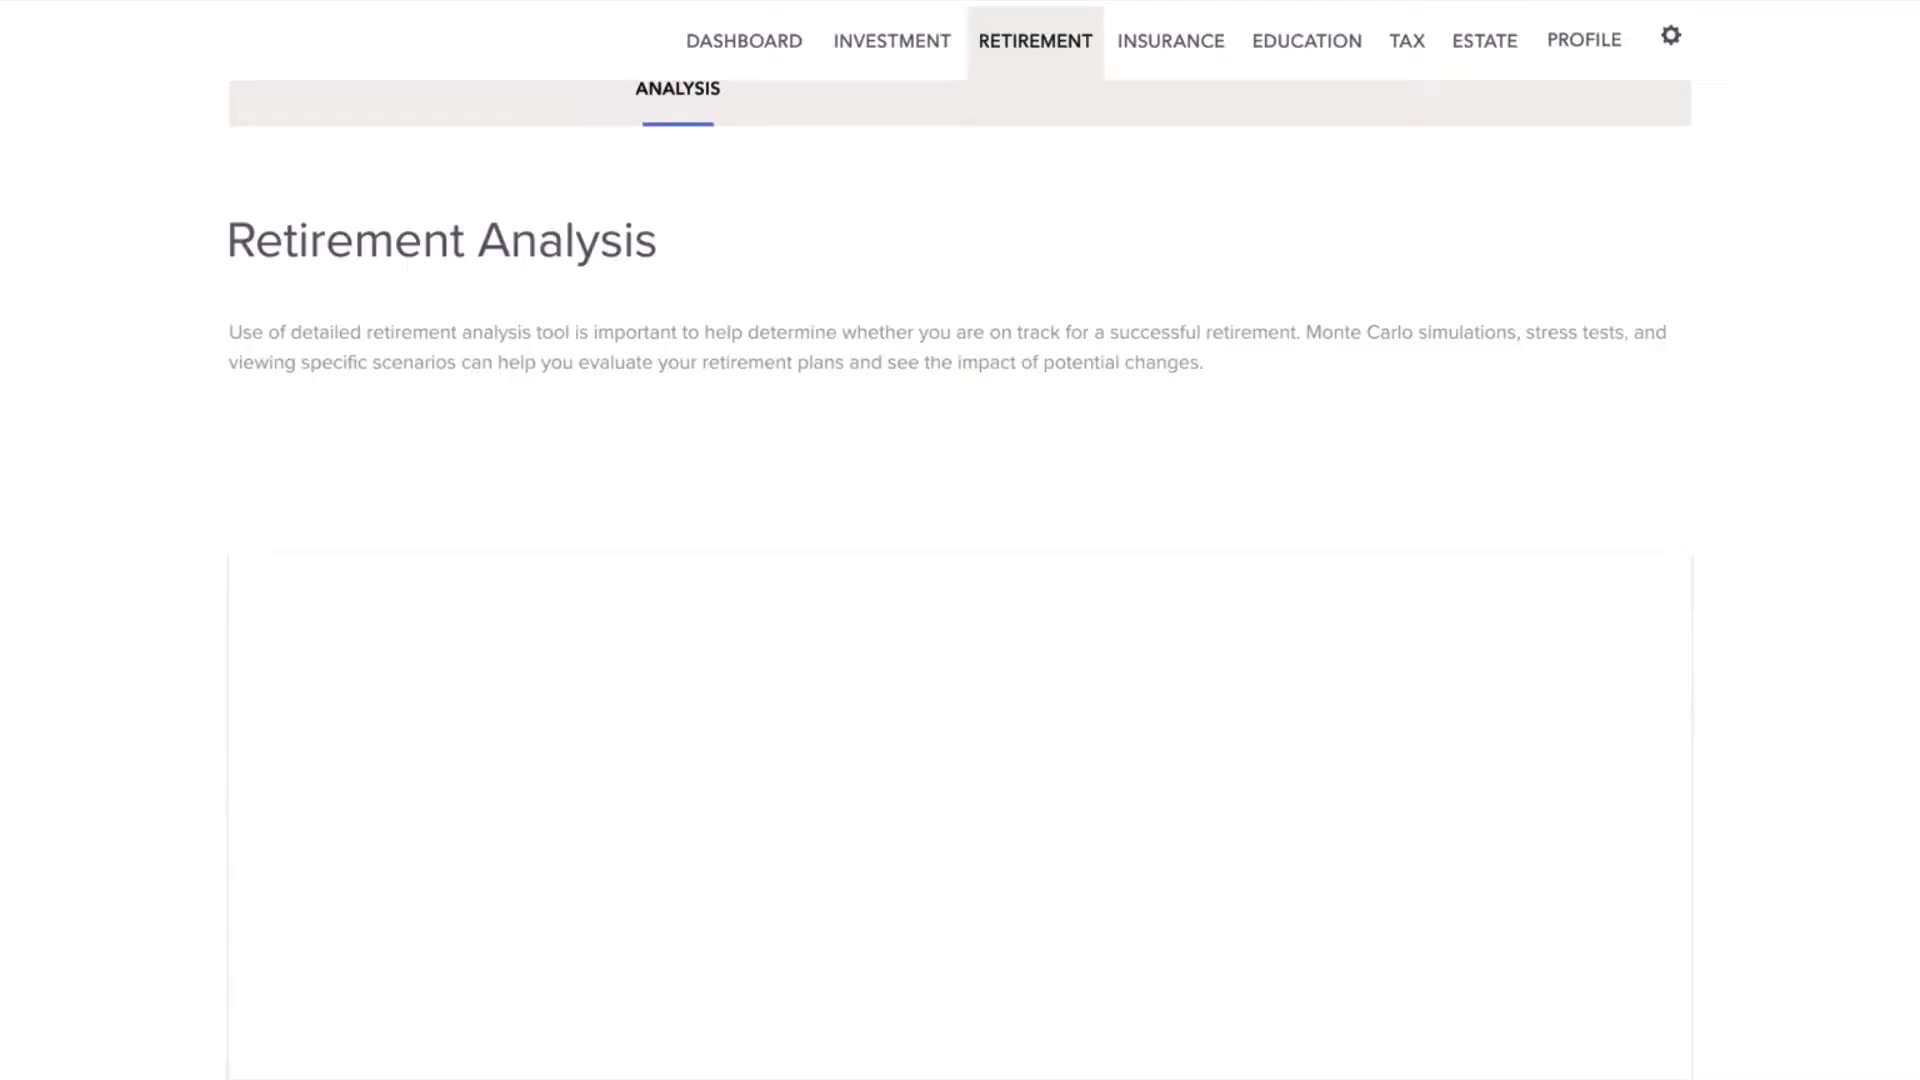 DASHBOARD INVESTMENT RETIREMENT INSURANCE EDUCATION TAX ESTATE PROFILE
ANALYSIS
Retirement Analysis
Use of detailed retirement analysis tool is important to help determine whether you are on track for a successful retirement. Monte Carlo simulations, stress tests, and
viewing specific scenarios can help you evaluate your retirement plans and see the impact of potential changes.